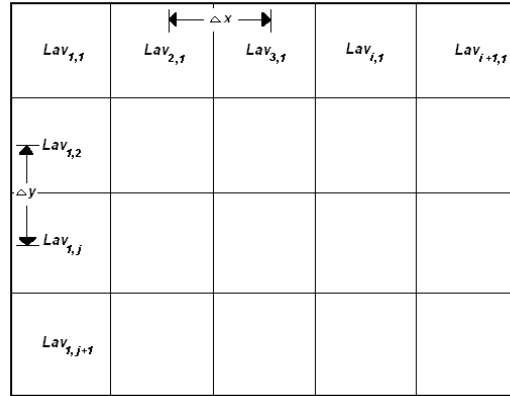 △ x
Lav1,1 Lav2,1 Lav3,1 Lavi,1 Lavi+1,1
Lav1,2
△ y
Lav1,j
Lav1,j+1